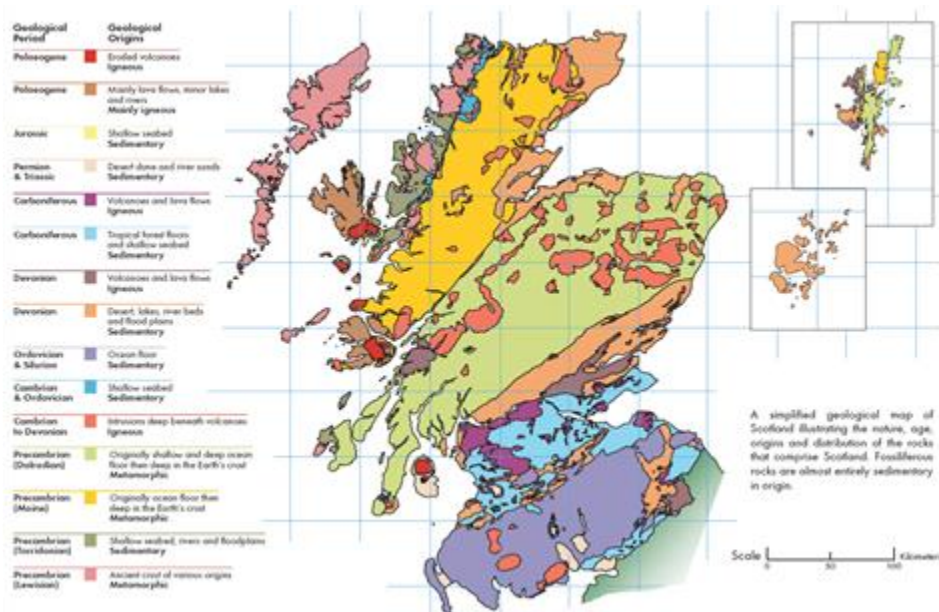 Geological Period
Geological Origins
Palaeogene
Eroded volcanoes
Igneous
Palaeogene
Mainly lava flows, minor lakes
and rivers
Mainly igneous
Jurassic
Shallow seabed
Sedimentary
Permian
& Triassic
Desert dune and river sands
Sedimentary
Carboniferous
Volcanoes and lava flows
Igneous
Carboniferous
Tropical forest floors
and shallow seabed
Sedimentary
Devonian
Volcanoes and lava flows
Igneous
Devonian
Desert, lakes, river beds
and flood plains
Sedimentary
Ordovician
& Silurian
Ocean floor
Sedimentary
Cambrian
& Ordovician
Shallow seabed
Sedimentary
Cambrian
to Devonian
Intrusions deep beneath volcanoes
Igneous
Precambrian
(Dalradian)
Originally shallow and deep ocean
floor then deep in the Earth's crust
Metamorphic
Precambrian
(Moine)
Originally ocean floor then
deep in the Earth's crust
Metamorphic
Precambrian
(Torridonian)
Shallow seabed, rivers and floodplains
Sedimentary
Precambrian
(Lewisian)
Ancient crust of various origins
Metamorphic
A simplified geological map of
Scotland illustrating the nature, age,
origins and distribution of the rocks
that comprise Scotland. Fossiliferous
rocks are almost entirely sedimentary
in origin.
Scale
Kilometers
0 50 100